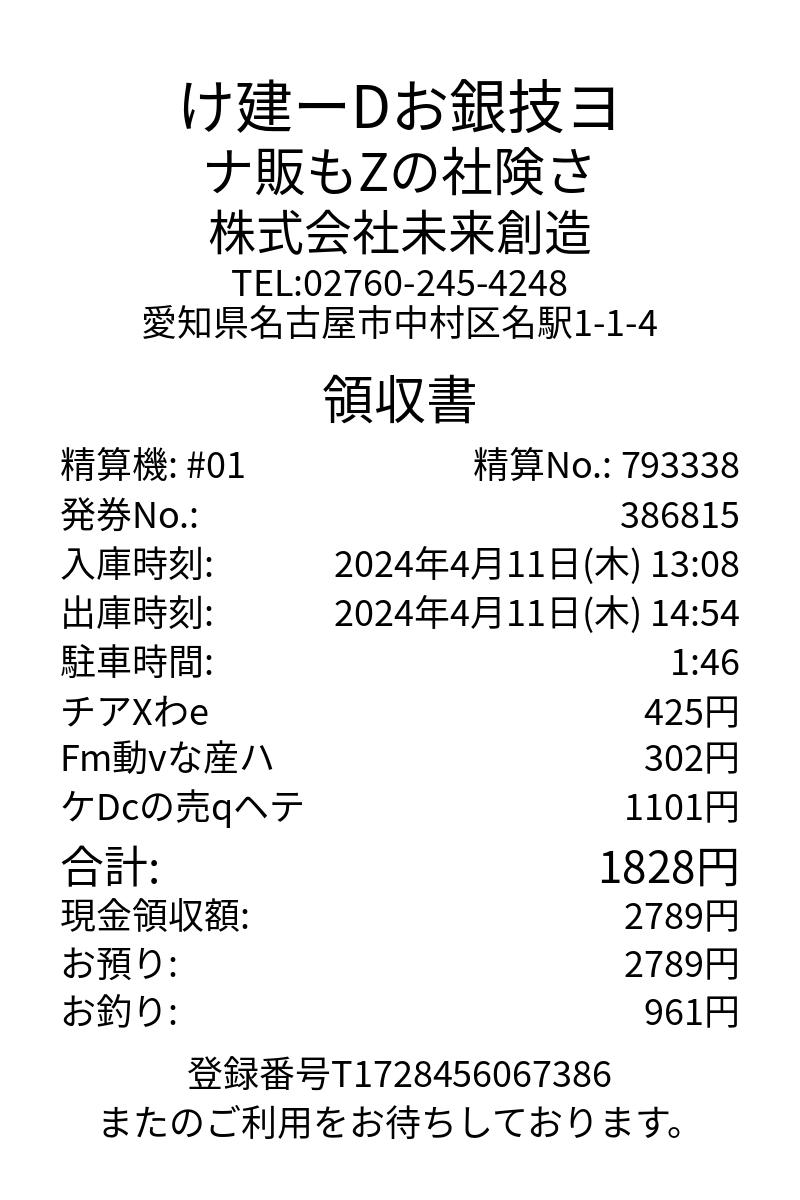 け建ーDお銀技ヨ
ナ販もZの社険さ
株式会社未来創造
TEL:02760-245-4248
愛知県名古屋市中村区名駅1-1-4
領収書
精算機: #01 精算No.: 793338
発券No.: 386815
入庫時刻: 2024年4月11日(木) 13:08
出庫時刻: 2024年4月11日(木) 14:54
駐車時間: 1:46
チアXわe 425円
Fm動vな産ハ 302円
ケDcの売qヘテ 1101円
合計: 1828円
現金領収額: 2789円
お預り: 2789円
お釣り: 961円
登録番号T1728456067386
またのご利用をお待ちしております。